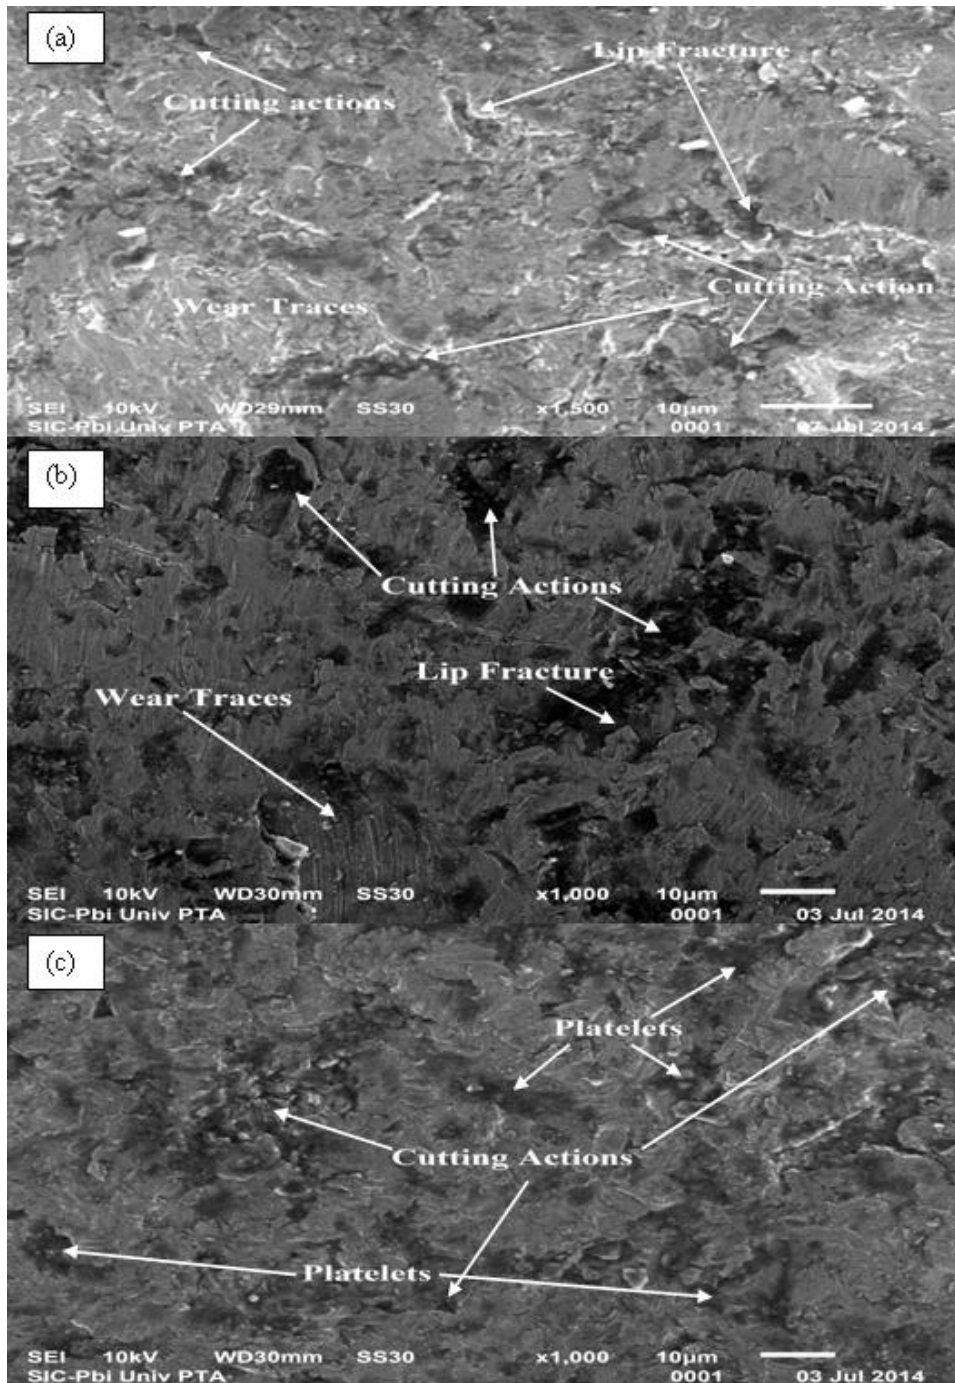 (a)
Lip Fracture
Cutting actions
Cutting Action
Wear Traces
SEI 10kV WD29mm SS30 x1,500 10µm
SIC-Pbi Univ PTA 0001 07 Jul 2014
(b)
Cutting Actions
Lip Fracture
Wear Traces
SEI 10kV WD30mm SS30 x1,000 10µm
SIC-Pbi Univ PTA 0001 03 Jul 2014
(c)
Platelets
Cutting Actions
Platelets
SEI 10kV WD30mm SS30 x1,000 10µm
SIC-Pbi Univ PTA 0001 03 Jul 2014